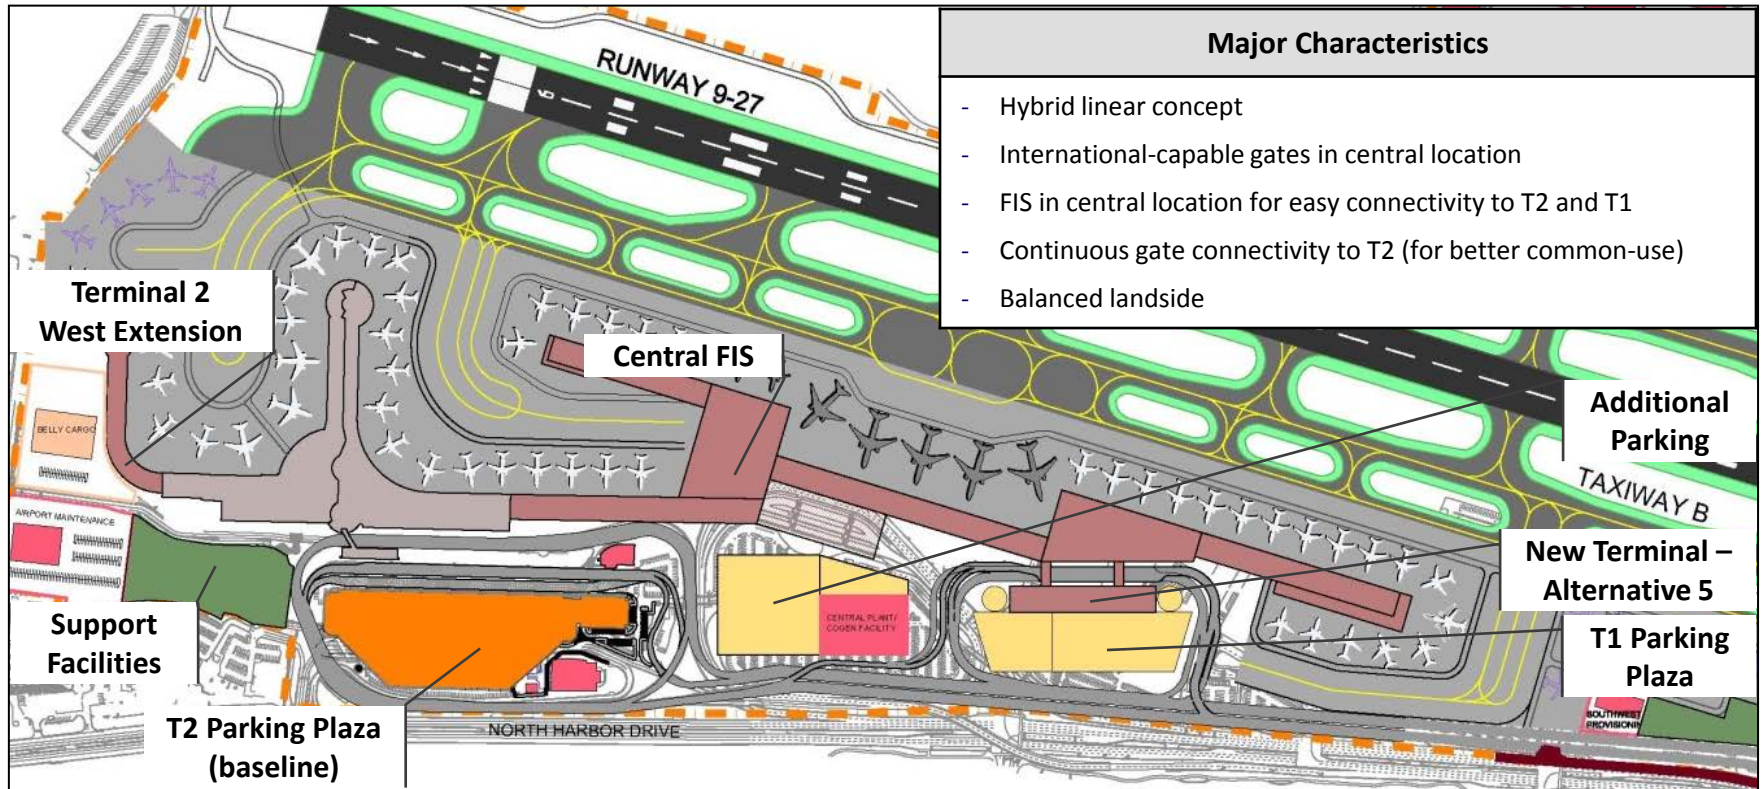 Major Characteristics
- Hybrid linear concept
- International-capable gates in central location
- FIS in central location for easy connectivity to T2 and T1
- Continuous gate connectivity to T2 (for better common-use)
- Balanced landside
RUNWAY 9-27
Terminal 2
West Extension
Central FIS
Additional
Parking
BELLY CARGO
TAXIWAY B
AIRPORT MAINTENANCE
New Terminal –
Alternative 5
CENTRAL PLANT/
COGEN FACILITY
Support
Facilities
T1 Parking
Plaza
T2 Parking Plaza
(baseline)
NORTH HARBOR DRIVE
SOUTHWEST
PROVISIONIN